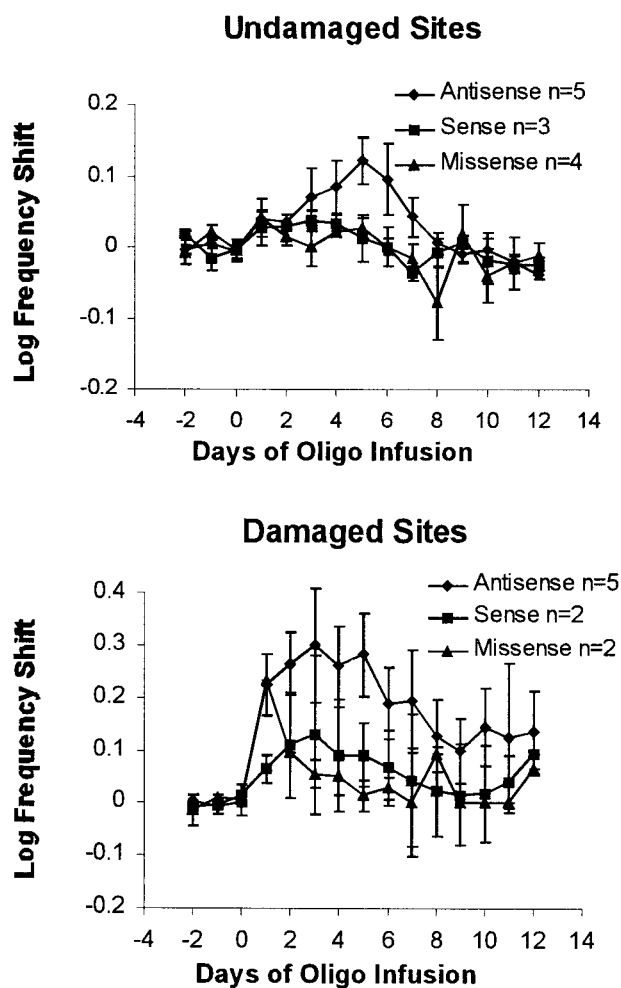 Undamaged Sites
Antisense n=5
Sense n=3
Missense n=4
Log Frequency Shift
0.2
0.1
0
-0.1
-0.2
-4 -2 0 2 4 6 8 10 12 14
Days of Oligo Infusion
Damaged Sites
Antisense n=5
Sense n=2
Missense n=2
Log Frequency Shift
0.4
0.3
0.2
0.1
0
-0.1
-0.2
-4 -2 0 2 4 6 8 10 12 14
Days of Oligo Infusion